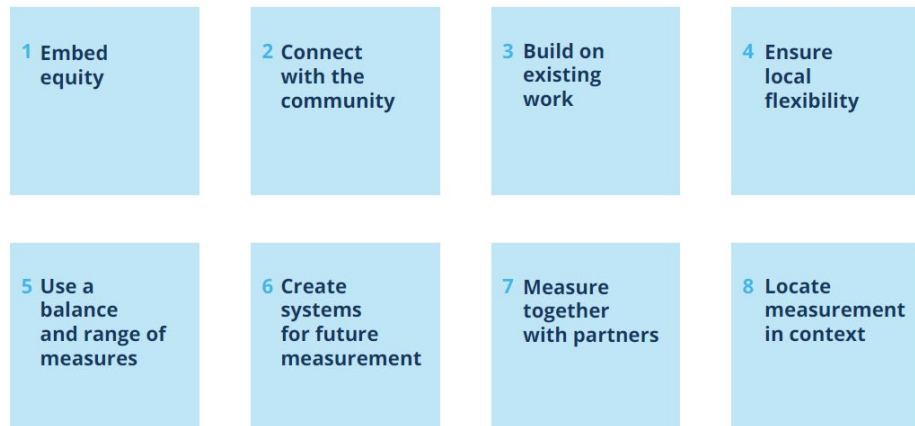 1 Embed
equity
2 Connect
with the
community
3 Build on
existing
work
4 Ensure
local
flexibility
5 Use a
balance
and range of
measures
6 Create
systems
for future
measurement
7 Measure
together
with partners
8 Locate
measurement
in context